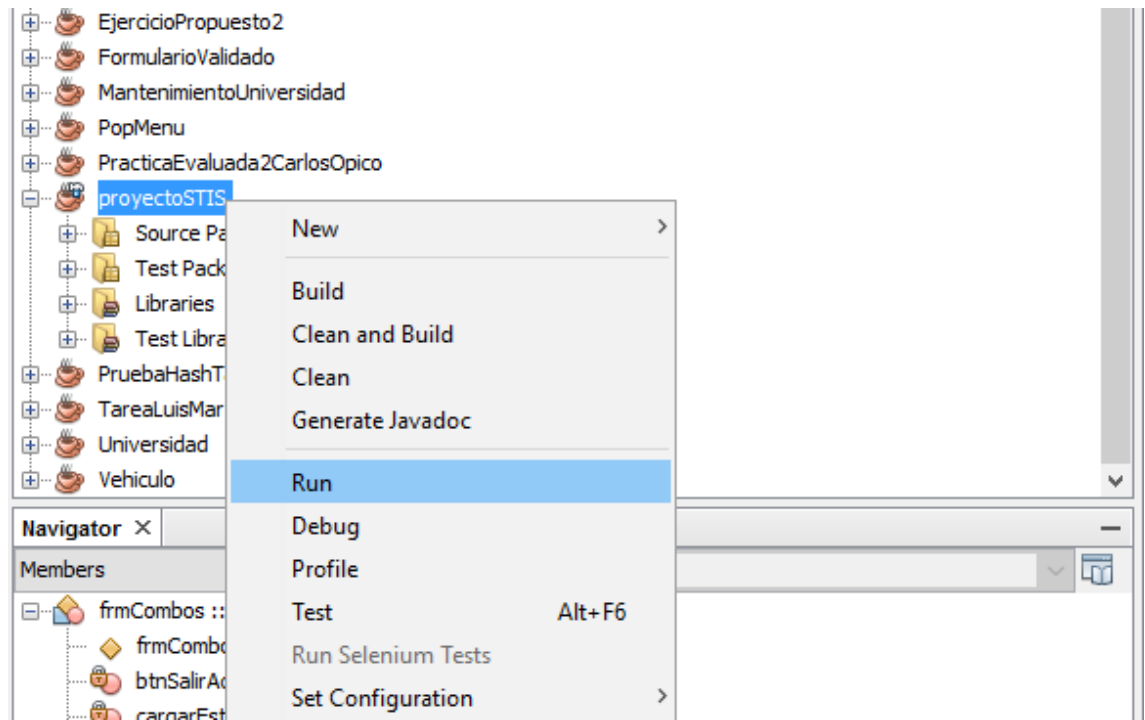 EjercicioPropuesto2
FormularioValidado
MantenimientoUniversidad
PopMenu
PracticaEvaluada2CarlosOpico
proyectoSTIS
Source Pa
Test Pack
Libraries
Test Libra
PruebaHashT
TareaLuisMar
Universidad
Vehiculo
New
Build
Clean and Build
Clean
Generate Javadoc
Run
Debug
Profile
Test Alt+F6
Run Selenium Tests
Set Configuration
Navigator
Members
frmCombos ::
frmCombo
btnSalirAc
cargarEst